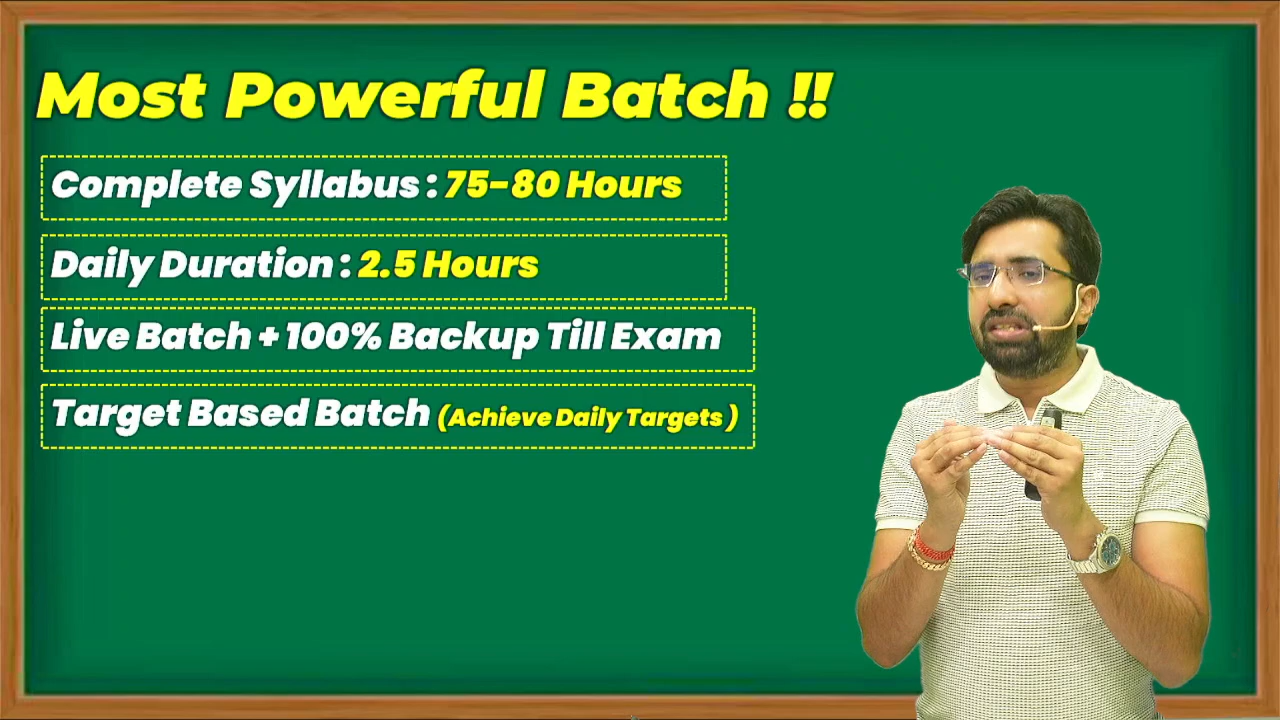 Most Powerful Batch !!
Complete Syllabus : 75-80 Hours
Daily Duration : 2.5 Hours
Live Batch + 100% Backup Till Exam
Target Based Batch (Achieve Daily Targets )